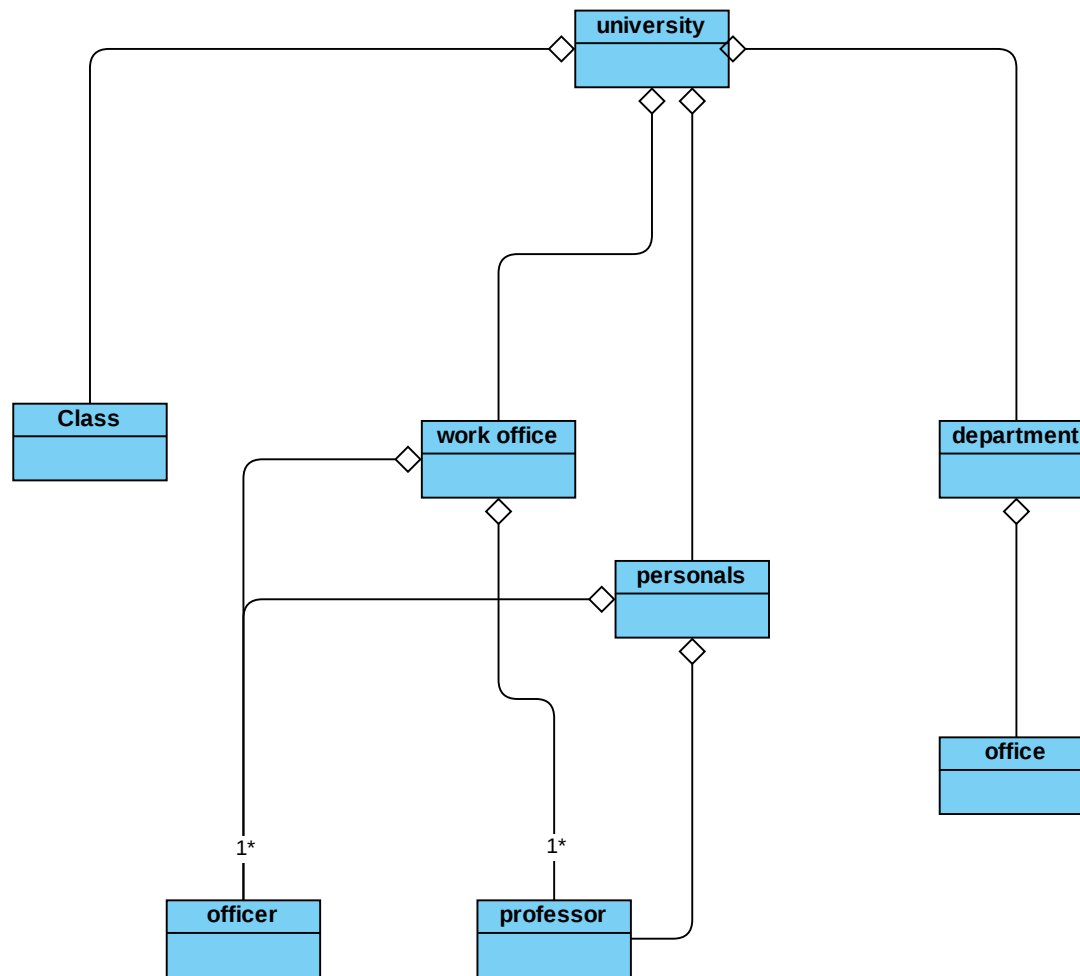 university
Class
work office
department
personals
office
1*
1*
officer
professor